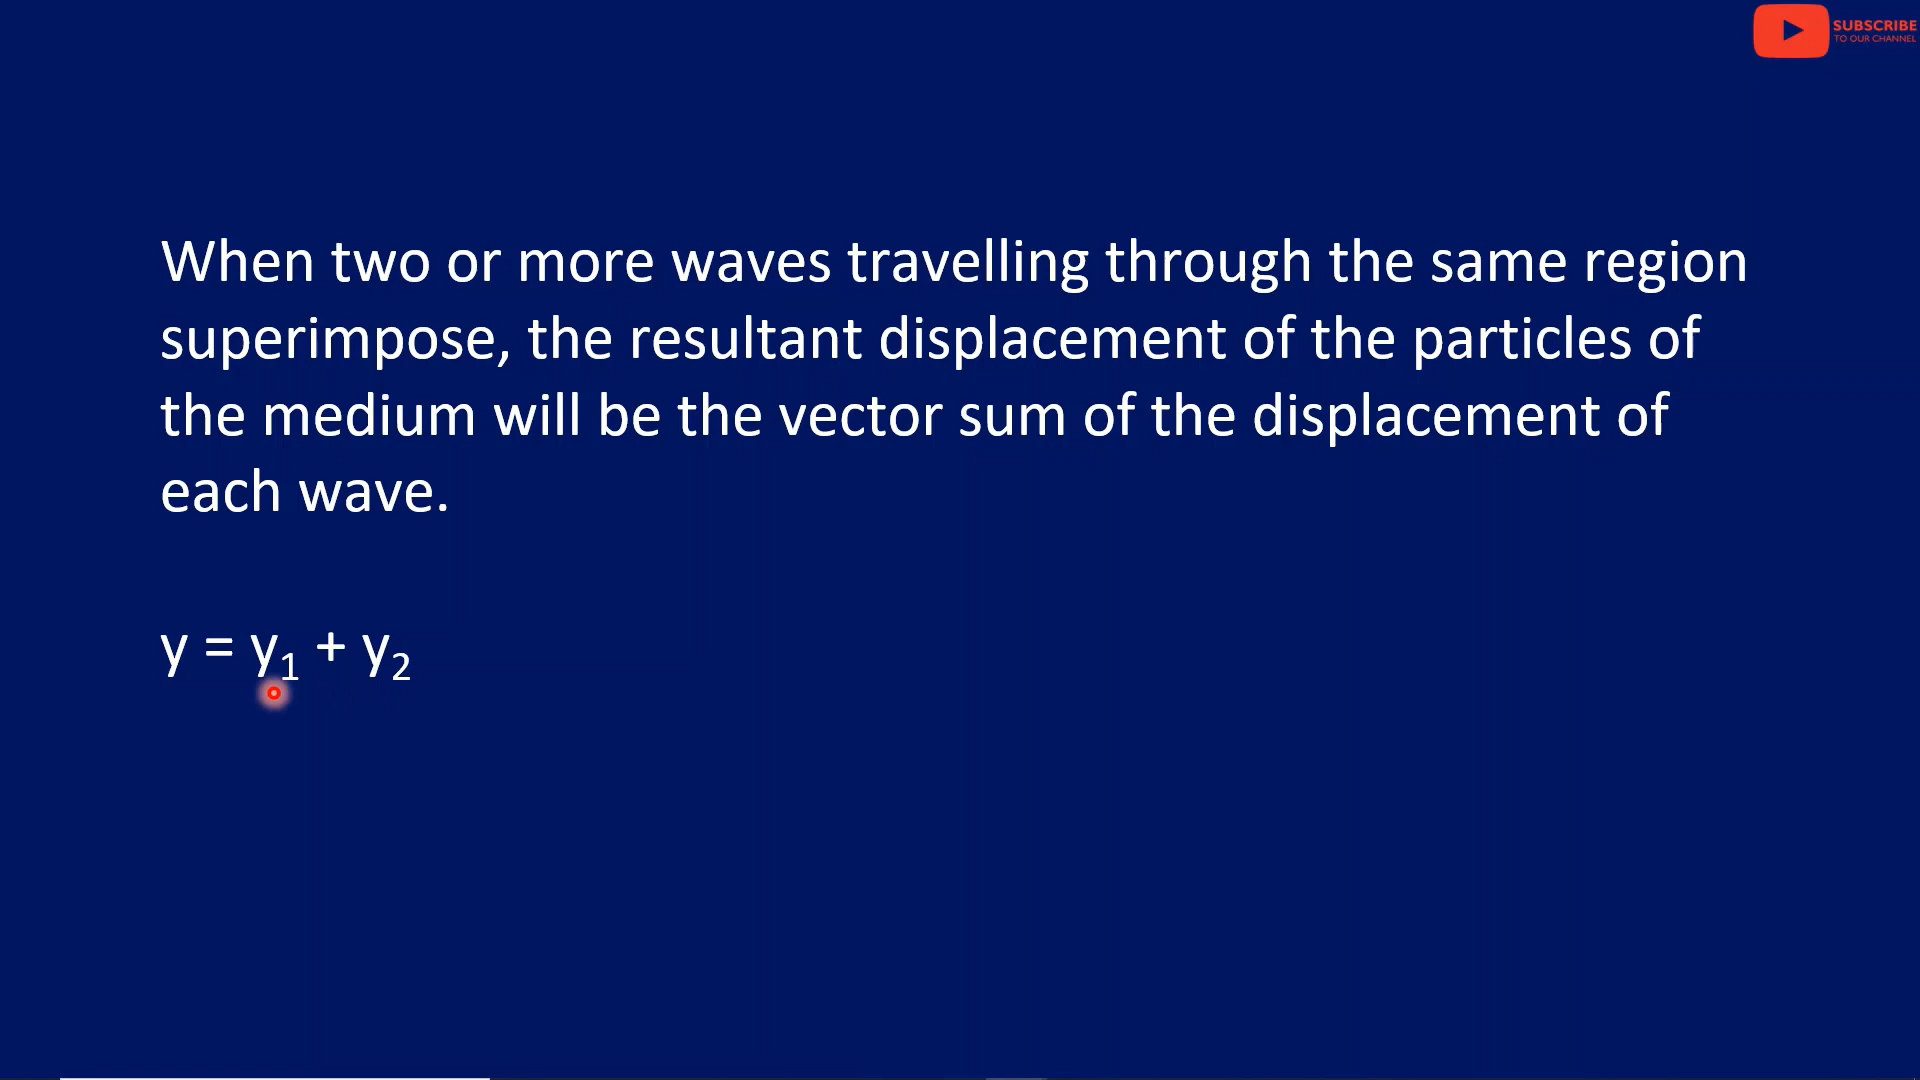 SUBSCRIBE
TO OUR CHANNEL
When two or more waves travelling through the same region
superimpose, the resultant displacement of the particles of
the medium will be the vector sum of the displacement of
each wave.
y = y₁ + y₂